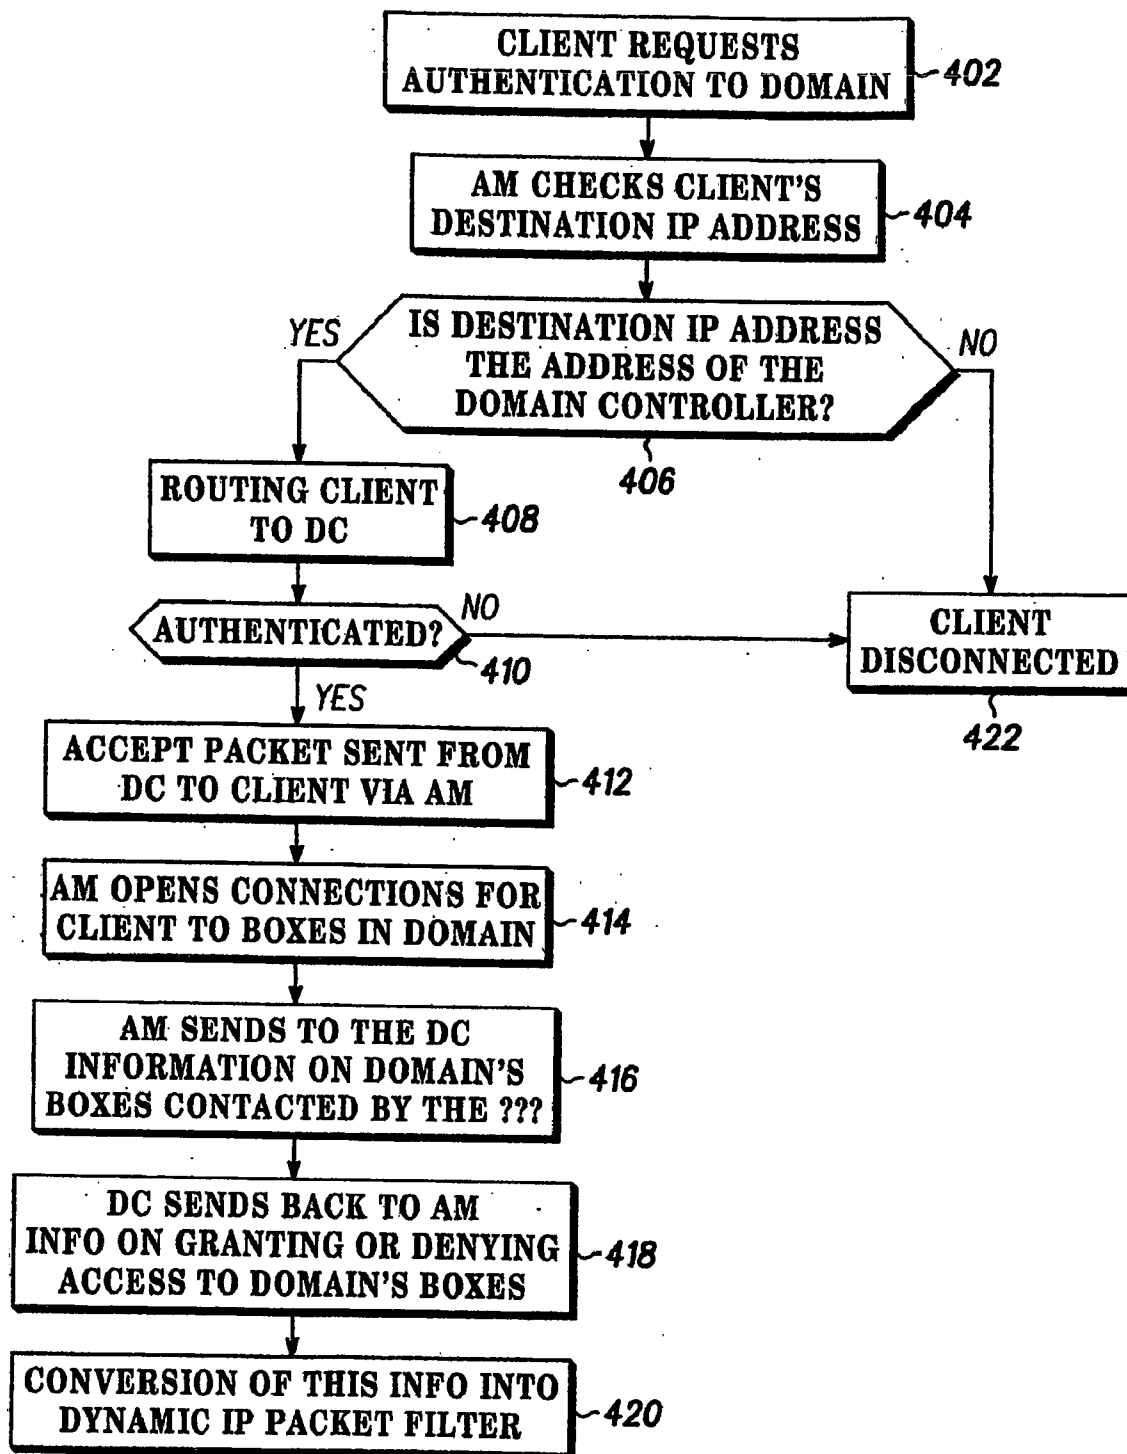 CLIENT REQUESTS
AUTHENTICATION TO DOMAIN
402
AM CHECKS CLIENT'S
DESTINATION IP ADDRESS
404
IS DESTINATION IP ADDRESS
THE ADDRESS OF THE
DOMAIN CONTROLLER?
YES
NO
406
ROUTING CLIENT
TO DC
408
AUTHENTICATED?
NO
410
YES
CLIENT
DISCONNECTED
422
ACCEPT PACKET SENT FROM
DC TO CLIENT VIA AM
412
AM OPENS CONNECTIONS FOR
CLIENT TO BOXES IN DOMAIN
414
AM SENDS TO THE DC
INFORMATION ON DOMAIN'S
BOXES CONTACTED BY THE ???
416
DC SENDS BACK TO AM
INFO ON GRANTING OR DENYING
ACCESS TO DOMAIN'S BOXES
418
CONVERSION OF THIS INFO INTO
DYNAMIC IP PACKET FILTER
420